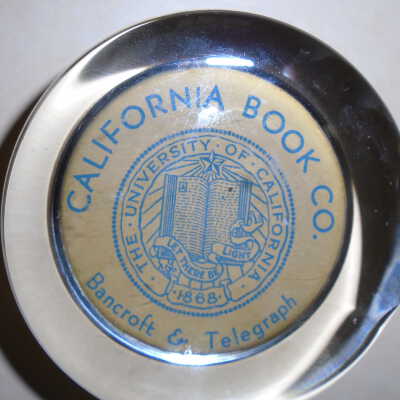 CALIFORNIA BOOK CO.
· THE · UNIVERSITY · OF · CALIFORNIA ·
LET THERE BE LIGHT
· 1868 ·
Bancroft & Telegraph